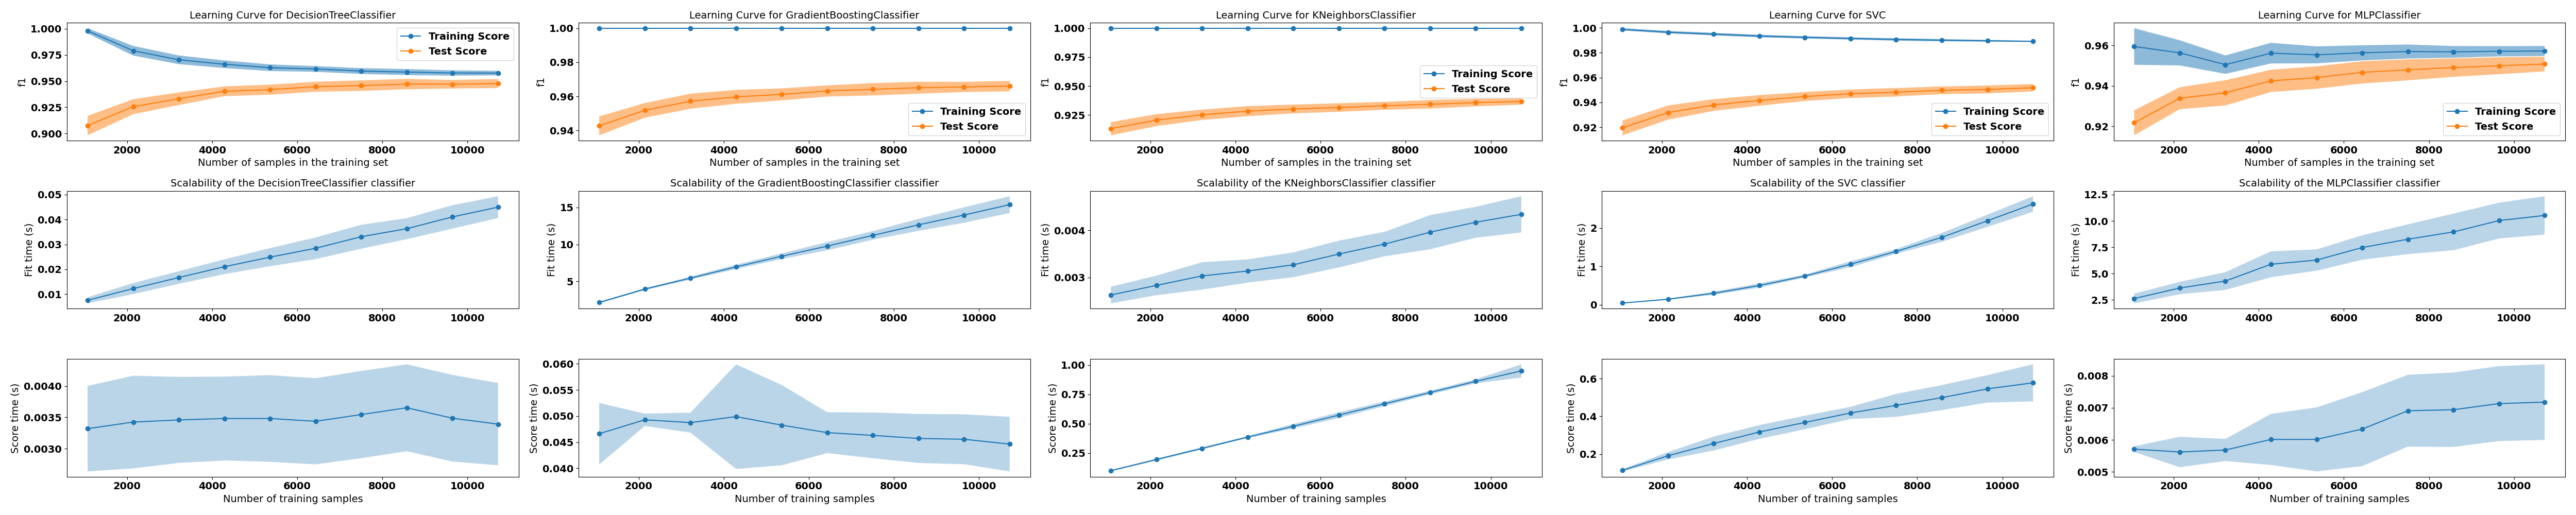 Learning Curve for DecisionTreeClassifier
f1
1.000
0.975
0.950
0.925
0.900
Training Score
Test Score
2000 4000 6000 8000 10000
Number of samples in the training set
Learning Curve for GradientBoostingClassifier
f1
1.00
0.98
0.96
0.94
Training Score
Test Score
2000 4000 6000 8000 10000
Number of samples in the training set
Learning Curve for KNeighborsClassifier
f1
1.000
0.975
0.950
0.925
Training Score
Test Score
2000 4000 6000 8000 10000
Number of samples in the training set
Learning Curve for SVC
f1
1.00
0.98
0.96
0.94
0.92
Training Score
Test Score
2000 4000 6000 8000 10000
Number of samples in the training set
Learning Curve for MLPClassifier
f1
0.96
0.94
0.92
Training Score
Test Score
2000 4000 6000 8000 10000
Number of samples in the training set
Scalability of the DecisionTreeClassifier classifier
Fit time (s)
0.05
0.04
0.03
0.02
0.01
2000 4000 6000 8000 10000
Scalability of the GradientBoostingClassifier classifier
Fit time (s)
15
10
5
2000 4000 6000 8000 10000
Scalability of the KNeighborsClassifier classifier
Fit time (s)
0.004
0.003
2000 4000 6000 8000 10000
Scalability of the SVC classifier
Fit time (s)
2
1
0
2000 4000 6000 8000 10000
Scalability of the MLPClassifier classifier
Fit time (s)
12.5
10.0
7.5
5.0
2.5
2000 4000 6000 8000 10000
Score time (s)
0.0040
0.0035
0.0030
2000 4000 6000 8000 10000
Number of training samples
Score time (s)
0.060
0.055
0.050
0.045
0.040
2000 4000 6000 8000 10000
Number of training samples
Score time (s)
1.00
0.75
0.50
0.25
2000 4000 6000 8000 10000
Number of training samples
Score time (s)
0.6
0.4
0.2
2000 4000 6000 8000 10000
Number of training samples
Score time (s)
0.008
0.007
0.006
0.005
2000 4000 6000 8000 10000
Number of training samples